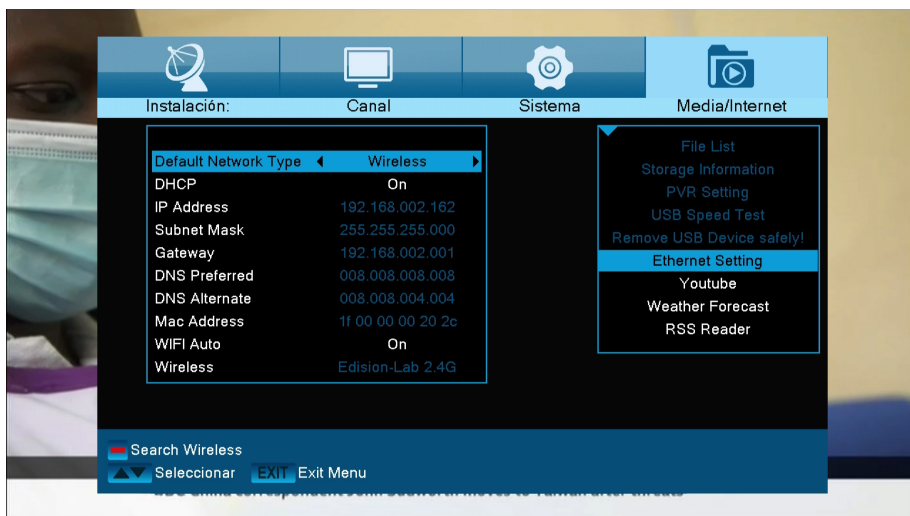 Instalación:
Canal
Sistema
Media/Internet
Default Network Type Wireless
DHCP On
IP Address 192.168.002.162
Subnet Mask 255.255.255.000
Gateway 192.168.002.001
DNS Preferred 008.008.008.008
DNS Alternate 008.008.004.004
Mac Address 1f 00 00 00 20 2c
WIFI Auto On
Wireless Edision-Lab 2.4G
File List
Storage Information
PVR Setting
USB Speed Test
Remove USB Device safely!
Ethernet Setting
Youtube
Weather Forecast
RSS Reader
Search Wireless
Seleccionar EXIT Exit Menu